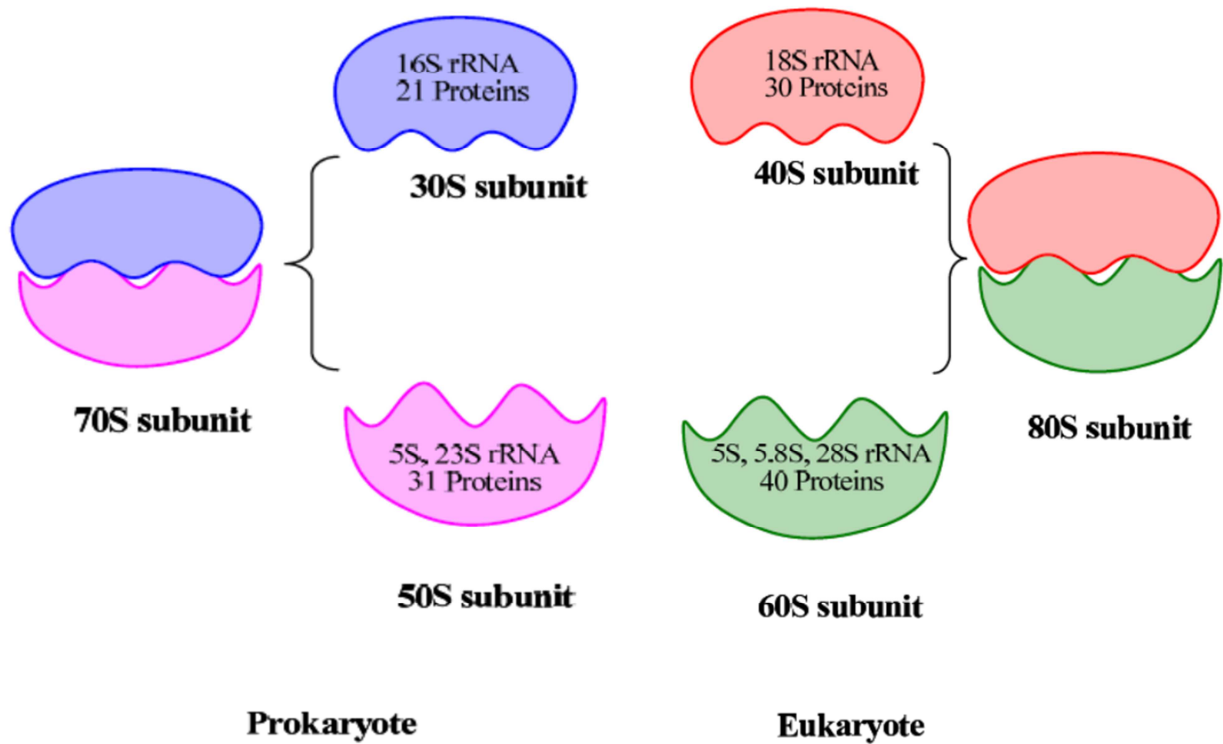 16S rRNA
21 Proteins
30S subunit
18S rRNA
30 Proteins
40S subunit
70S subunit
80S subunit
5S, 23S rRNA
31 Proteins
50S subunit
5S, 5.8S, 28S rRNA
40 Proteins
60S subunit
Prokaryote
Eukaryote